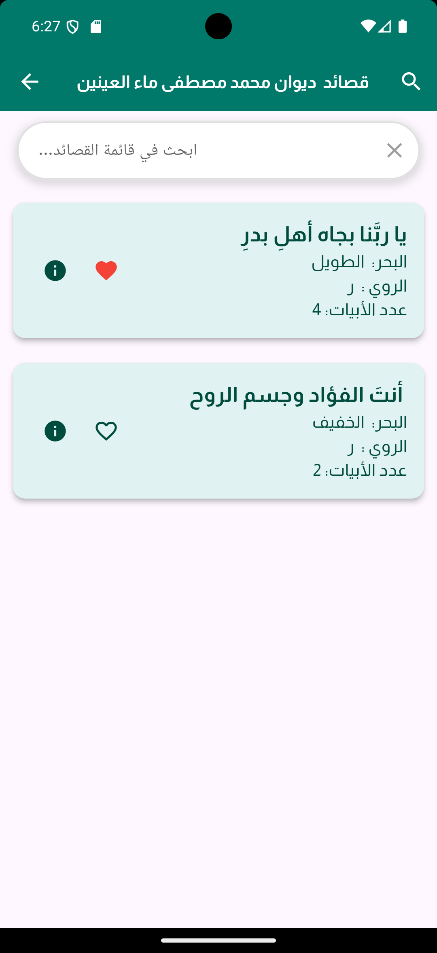 6:27
قصائد ديوان محمد مصطفى ماء العينين
ابحث في قائمة القصائد...
يا ربَّنا بجاه أهلِ بدرِ
البحر: الطويل
الروي : ر
عدد الأبيات: 4
أنتَ الفؤاد وجسم الروح
البحر: الخفيف
الروي : ر
عدد الأبيات: 2